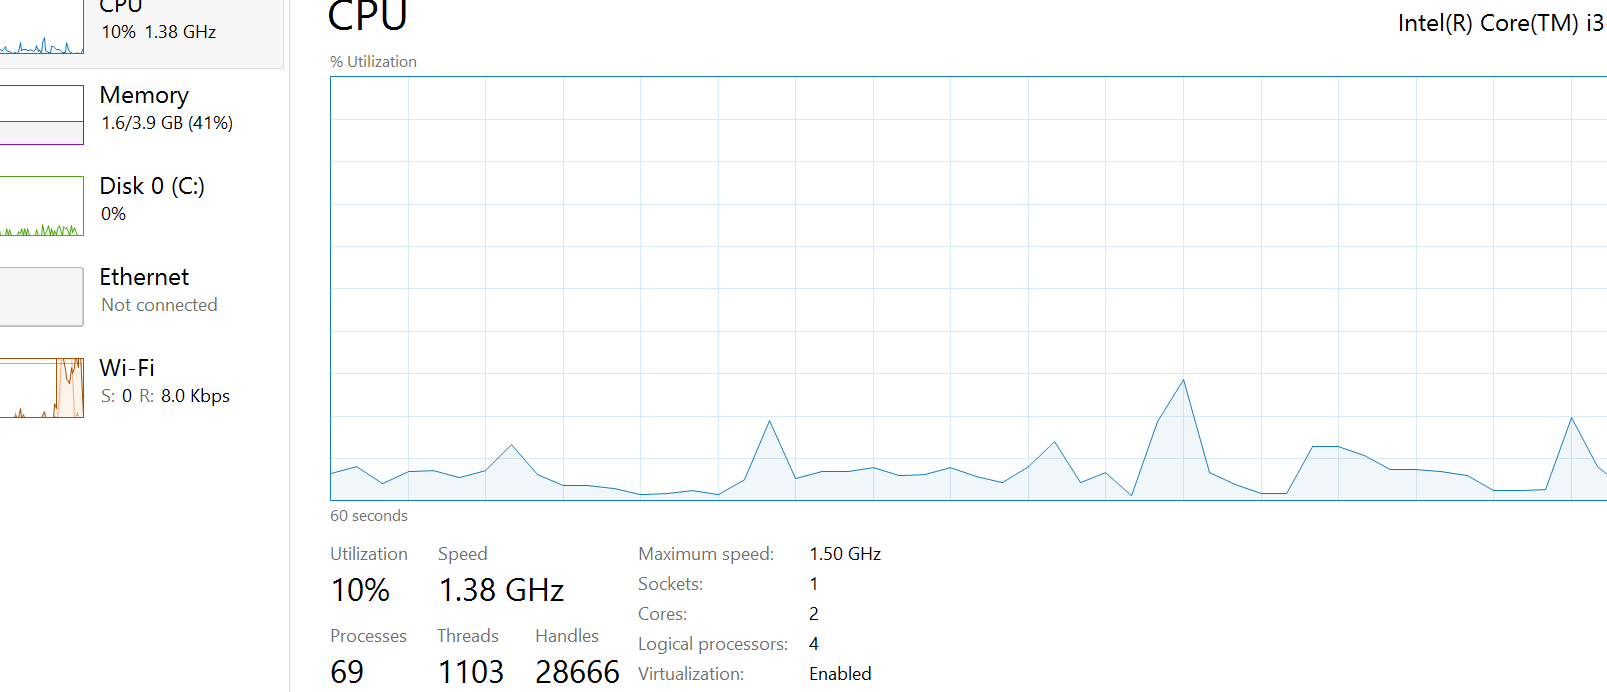 CPU
10% 1.38 GHz
Memory
1.6/3.9 GB (41%)
Disk 0 (C:)
0%
Ethernet
Not connected
Wi-Fi
S: 0 R: 8.0 Kbps
CPU
Intel(R) Core(TM) i3
% Utilization
60 seconds
Utilization
10%
Speed
1.38 GHz
Processes
69
Threads
1103
Handles
28666
Maximum speed: 1.50 GHz
Sockets: 1
Cores: 2
Logical processors: 4
Virtualization: Enabled